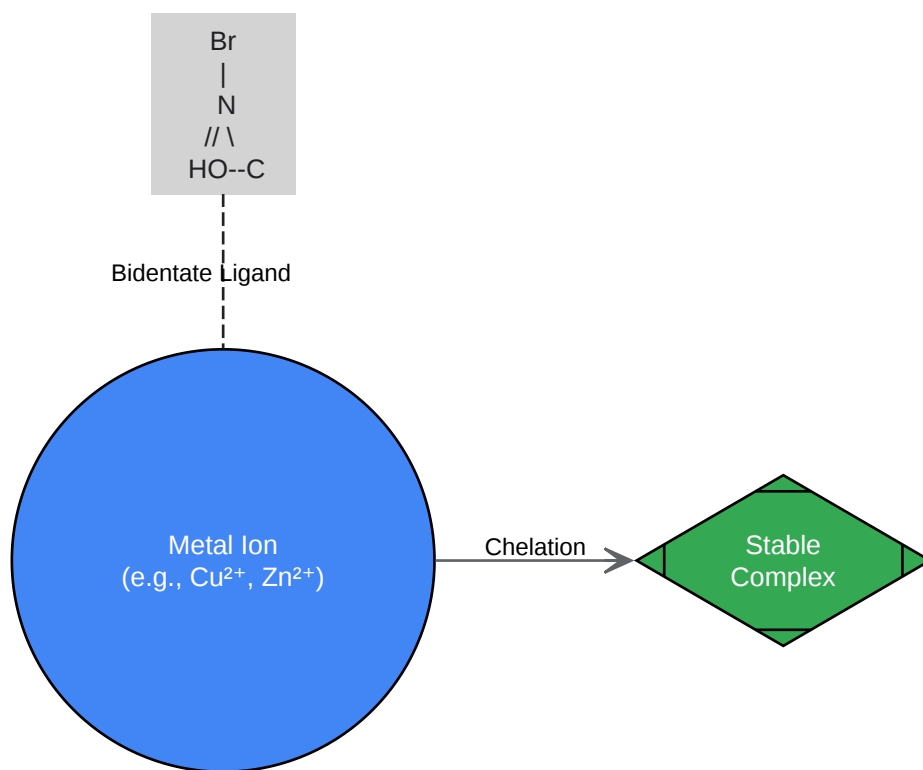 Br
|
N
// \
HO--C
Bidentate Ligand
Metal Ion
(e.g., Cu²⁺, Zn²⁺)
Chelation
Stable
Complex